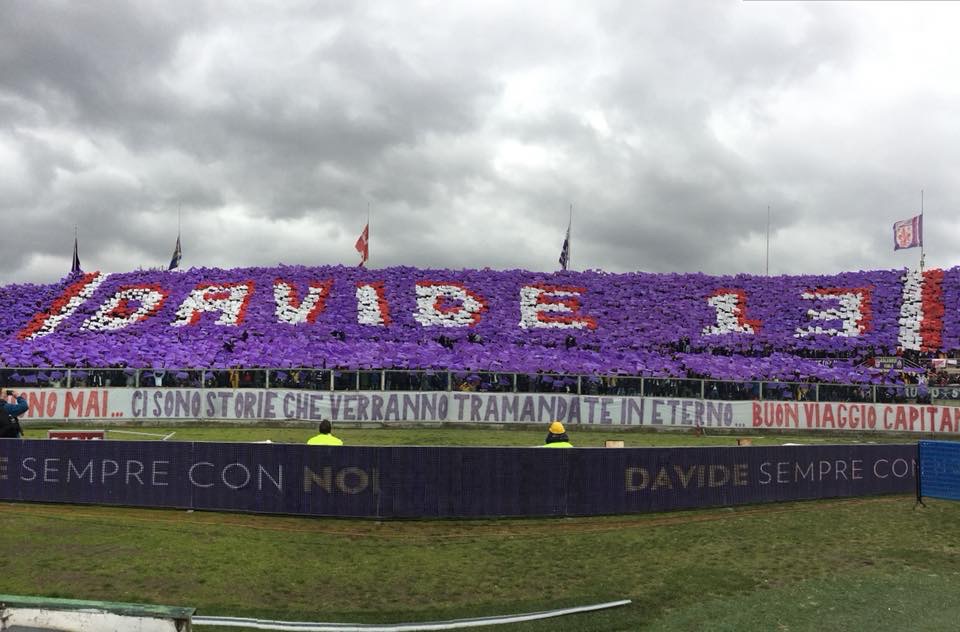 DAVIDE 13
NO MAI... CI SONO STORIE CHE VERRANNO TRAMANDATE IN ETERNO... BUON VIAGGIO CAPITA
SEMPRE CON NOI DAVIDE SEMPRE CON